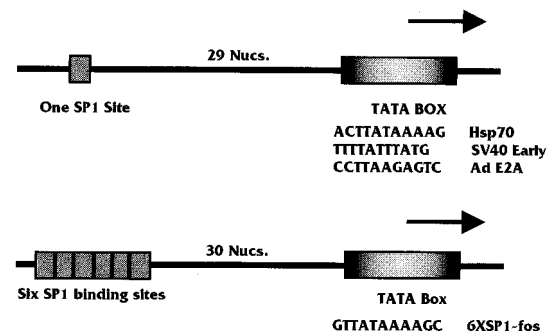 29 Nucs.
One SP1 Site
TATA BOX
ACTTATAAAAG Hsp70
TTTTATTTATG SV40 Early
CCTTAAGAGTC Ad E2A
30 Nucs.
Six SP1 binding sites
TATA Box
GTTATAAAAGC 6XSP1-fos